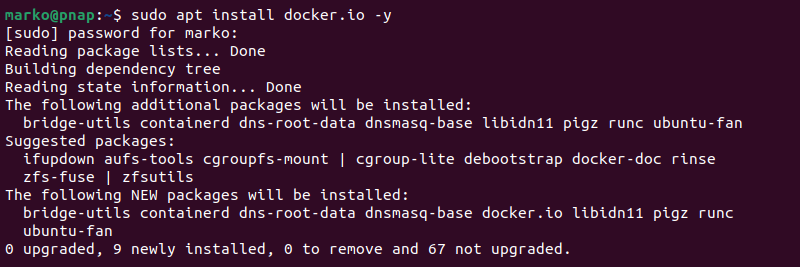 marko@pnap:~$ sudo apt install docker.io -y
[sudo] password for marko:
Reading package lists... Done
Building dependency tree
Reading state information... Done
The following additional packages will be installed:
  bridge-utils containerd dns-root-data dnsmasq-base libidn11 pigz runc ubuntu-fan
Suggested packages:
  ifupdown aufs-tools cgroupfs-mount | cgroup-lite debootstrap docker-doc rinse
  zfs-fuse | zfsutils
The following NEW packages will be installed:
  bridge-utils containerd dns-root-data dnsmasq-base docker.io libidn11 pigz runc
  ubuntu-fan
0 upgraded, 9 newly installed, 0 to remove and 67 not upgraded.